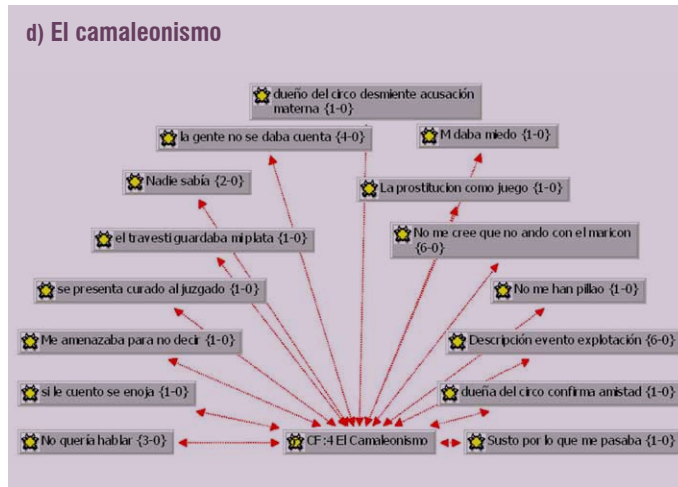 d) El camaleonismo
dueño del circo desmiente acusación
materna {1-0}
la gente no se daba cuenta {4-0}
M daba miedo {1-0}
Nadie sabía {2-0}
La prostitucion como juego {1-0}
el travesti guardaba mi plata {1-0}
No me cree que no ando con el maricon
{6-0}
se presenta curado al juzgado {1-0}
No me han pillao {1-0}
Me amenazaba para no decir {1-0}
Descripción evento explotación {6-0}
si le cuento se enoja {1-0}
dueña del circo confirma amistad {1-0}
No quería hablar {3-0}
CF:4 El Camaleonismo
Susto por lo que me pasaba {1-0}